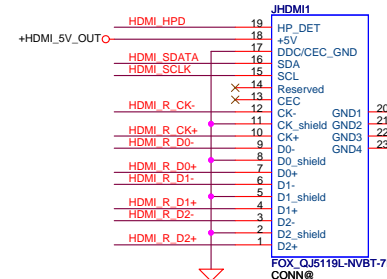 JHDMI1
HDMI_HPD 19 HP_DET
+HDMI_5V_OUT 18 +5V
17 DDC/CEC_GND
HDMI_SDATA 16 SDA
HDMI_SCLK 15 SCL
14 Reserved
13 CEC
HDMI_R_CK- 12 CK- GND1 20
11 CK_shield GND2 21
HDMI_R_CK+ 10 CK+ GND3 22
HDMI_R_D0- 9 D0- GND4 23
8 D0_shield
HDMI_R_D0+ 7 D0+
HDMI_R_D1- 6 D1-
5 D1_shield
HDMI_R_D1+ 4 D1+
HDMI_R_D2- 3 D2-
2 D2_shield
HDMI_R_D2+ 1 D2+
FOX_QJ5119L-NVBT-7
CONN@